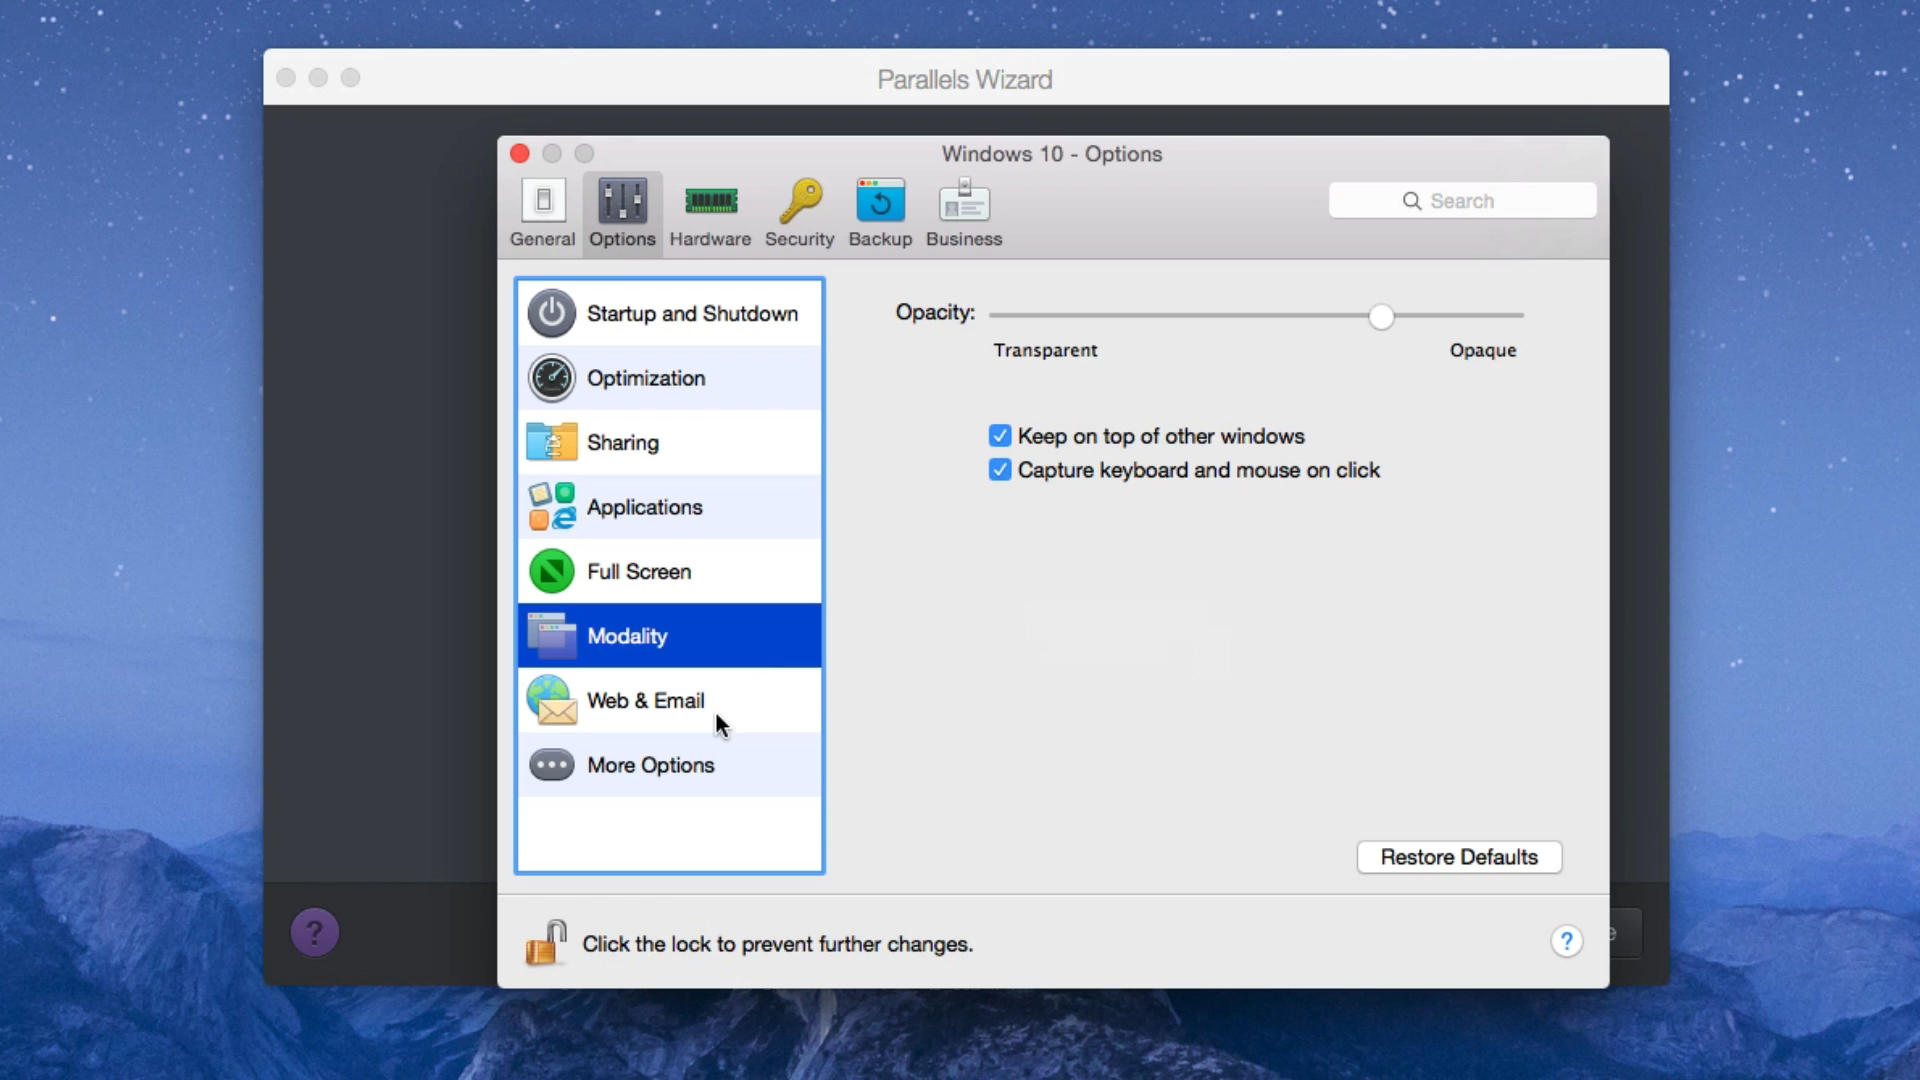 Parallels Wizard
Windows 10 - Options
General Options Hardware Security Backup Business
Search
Startup and Shutdown
Optimization
Sharing
Applications
Full Screen
Modality
Web & Email
More Options
Opacity:
Transparent Opaque
Keep on top of other windows
Capture keyboard and mouse on click
Restore Defaults
Click the lock to prevent further changes.
?
?